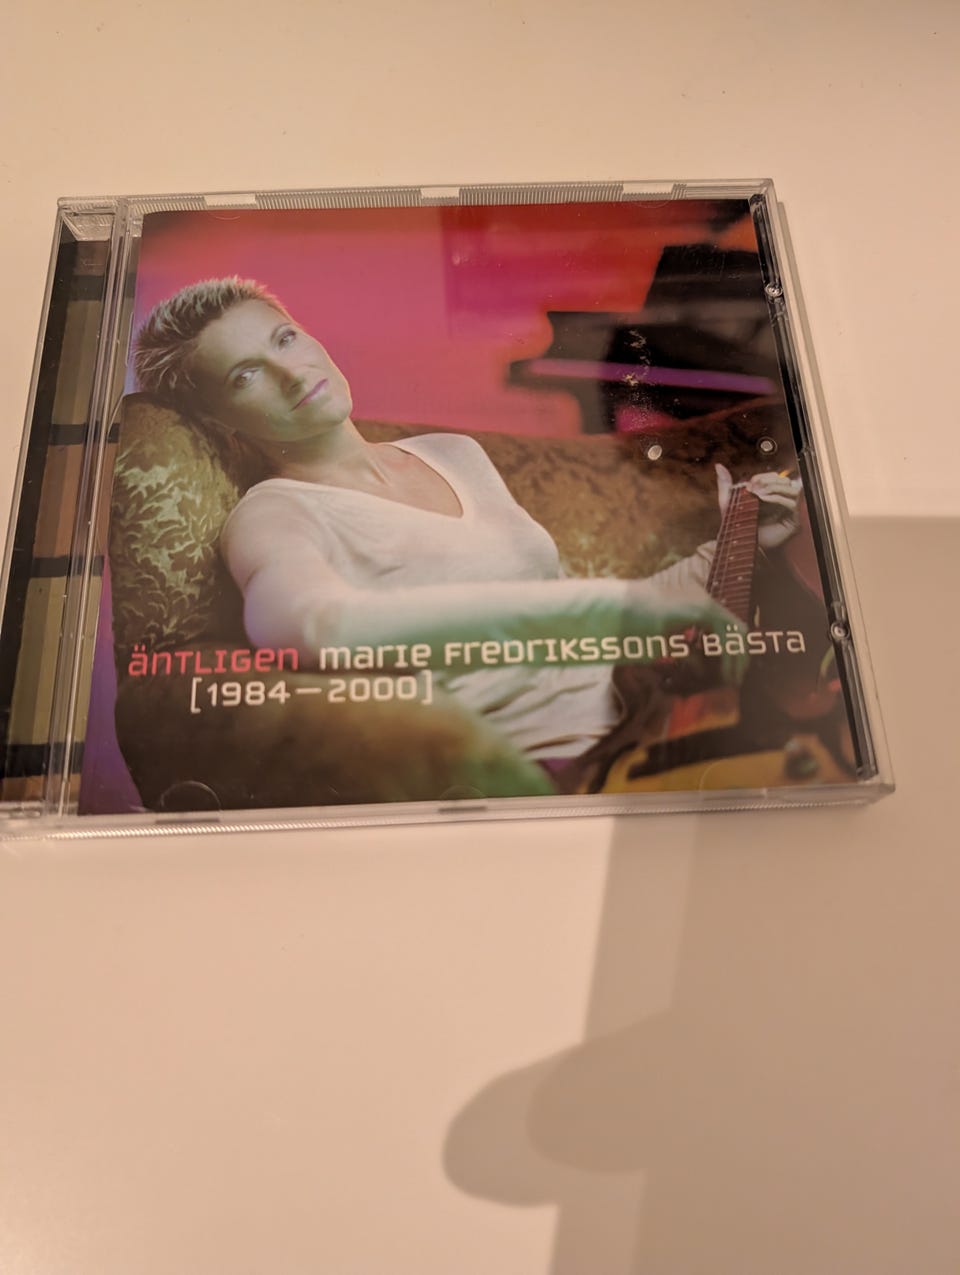 äntligen marie fredrikssons bästa
[1984–2000]